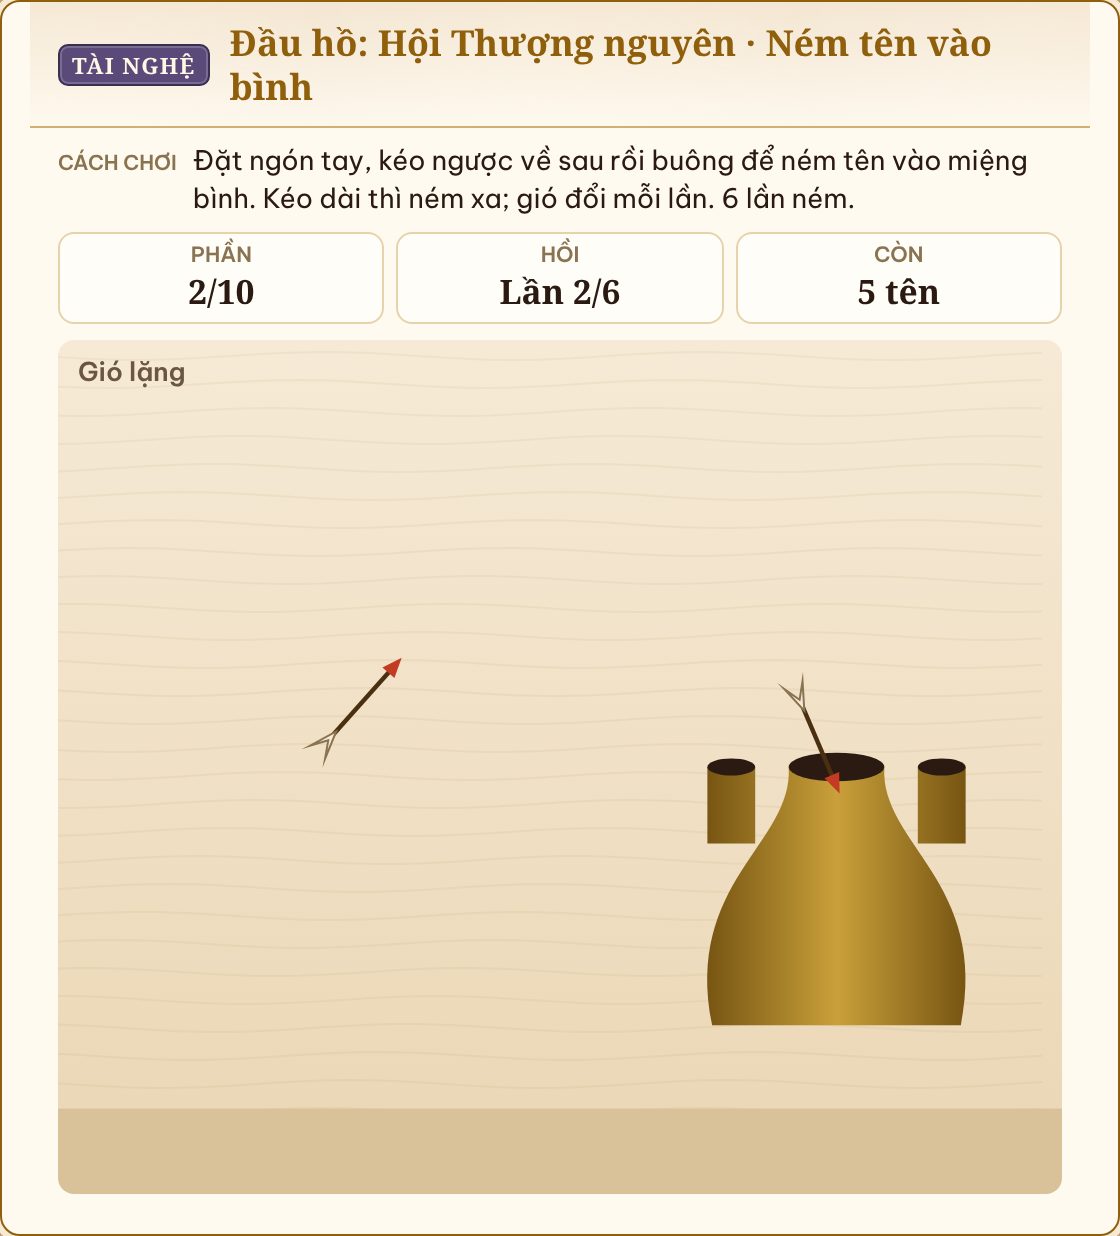 TÀI NGHỆ
Đầu hồ: Hội Thượng nguyên · Ném tên vào
bình
CÁCH CHƠI
Đặt ngón tay, kéo ngược về sau rồi buông để ném tên vào miệng
bình. Kéo dài thì ném xa; gió đổi mỗi lần. 6 lần ném.
PHẦN
2/10
HỒI
Lần 2/6
CÒN
5 tên
Gió lặng